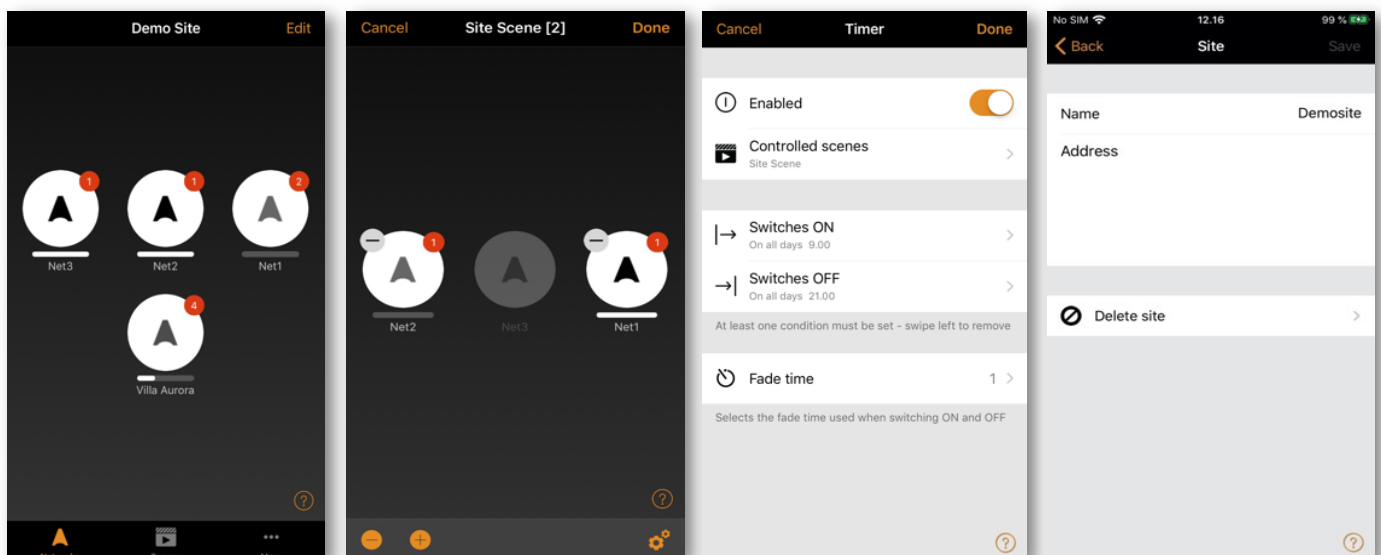 Demo Site
Edit
1
1
2
Net3
Net2
Net1
4
Villa Aurora
?
Cancel
Site Scene [2]
Done
1
1
Net2
Net3
Net1
?
Cancel
Timer
Done
Enabled
Controlled scenes
Site Scene
Switches ON
On all days 9.00
Switches OFF
On all days 21.00
At least one condition must be set - swipe left to remove
Fade time
1
Selects the fade time used when switching ON and OFF
?
No SIM
12.16
99 %
Back
Site
Save
Name
Demosite
Address
Delete site
?